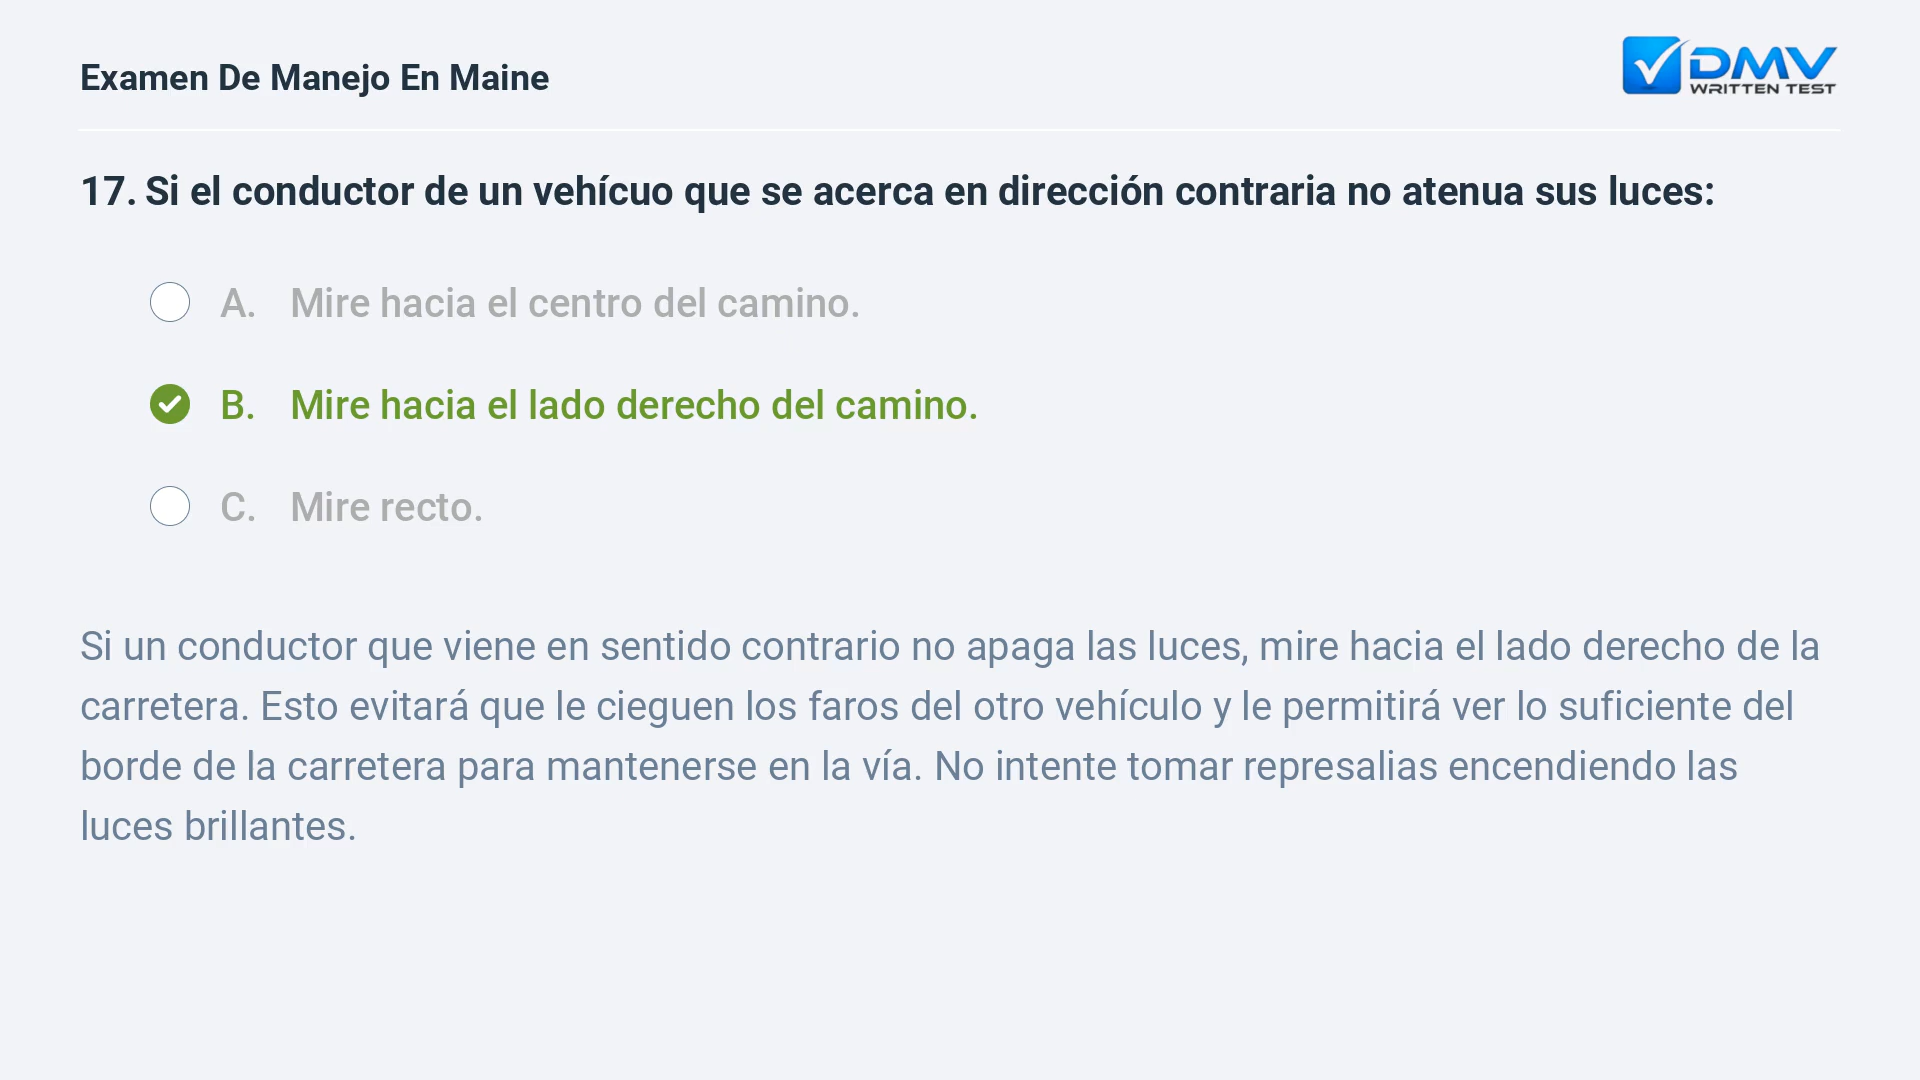 Examen De Manejo En Maine
DMV
WRITTEN TEST
17. Si el conductor de un vehícuo que se acerca en dirección contraria no atenua sus luces:
A. Mire hacia el centro del camino.
B. Mire hacia el lado derecho del camino.
C. Mire recto.
Si un conductor que viene en sentido contrario no apaga las luces, mire hacia el lado derecho de la
carretera. Esto evitará que le cieguen los faros del otro vehículo y le permitirá ver lo suficiente del
borde de la carretera para mantenerse en la vía. No intente tomar represalias encendiendo las
luces brillantes.